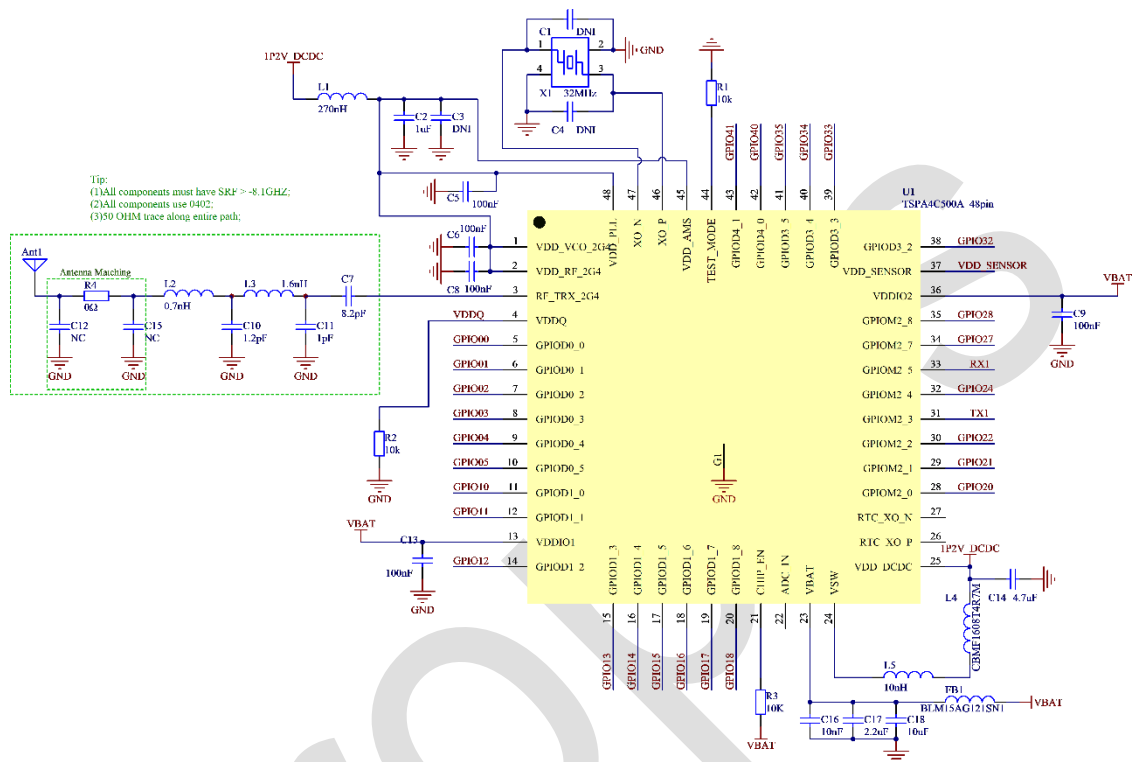 C1
DNI
1
2
GND
4
3
X1
32MHz
C4
DNI
1P2V_DCDC
L1
270nH
C2
1uF
C3
DNI
R1
10k
GPIO41
GPIO40
GPIO35
GPIO34
GPIO33
48
47
46
45
44
43
42
41
40
39
C5
100nF
Tip:
(1)All components must have SRF > -8.1GHZ;
(2)All components use 0402;
(3)50 OHM trace along entire path;
U1
TSPA4C500A_48pin
VDD_PLL
XO_N
XO_P
VDD_AMS
TEST_MODE
GPIOD4_1
GPIOD4_0
GPIOD3_5
GPIOD3_4
GPIOD3_3
C6
100nF
C8
100nF
1
VDD_VCO_2G4
2
VDD_RF_2G4
3
RF_TRX_2G4
VDDQ
4
VDDQ
GPIO00
5
GPIOD0_0
GPIO01
6
GPIOD0_1
GPIO02
7
GPIOD0_2
GPIO03
8
GPIOD0_3
GPIO04
9
GPIOD0_4
GPIO05
10
GPIOD0_5
GPIO10
11
GPIOD1_0
GPIO11
12
GPIOD1_1
13
VDDIO1
GPIO12
14
GPIOD1_2
Ant1
Antenna Matching
R4
0Ω
L2
0.7nH
L3
1.6nH
C7
8.2pF
C12
NC
C15
NC
C10
1.2pF
C11
1pF
GND
GND
GND
GND
R2
10k
GND
VBAT
C13
100nF
GND
GPIOD3_2
38
GPIO32
VDD_SENSOR
37
VDD_SENSOR
VDDIO2
36
VBAT
GPIOM2_8
35
GPIO28
GPIOM2_7
34
GPIO27
GPIOM2_5
33
RX1
GPIOM2_4
32
GPIO24
GPIOM2_3
31
TX1
GPIOM2_2
30
GPIO22
GPIOM2_1
29
GPIO21
GPIOM2_0
28
GPIO20
RTC_XO_N
27
RTC_XO_P
26
VDD_DCDC
25
C9
100nF
GND
G1
GND
GPIOD1_3
GPIOD1_4
GPIOD1_5
GPIOD1_6
GPIOD1_7
GPIOD1_8
CHIP_EN
ADC_IN
VBAT
VSW
15
16
17
18
19
20
21
22
23
24
GPIO13
GPIO14
GPIO15
GPIO16
GPIO17
GPIO18
R3
10K
VBAT
1P2V_DCDC
C14
4.7uF
L4
CBMF1608T4R7M
L5
10nH
FB1
BLM15AG121SN1
VBAT
C16
10nF
C17
2.2uF
C18
10uF